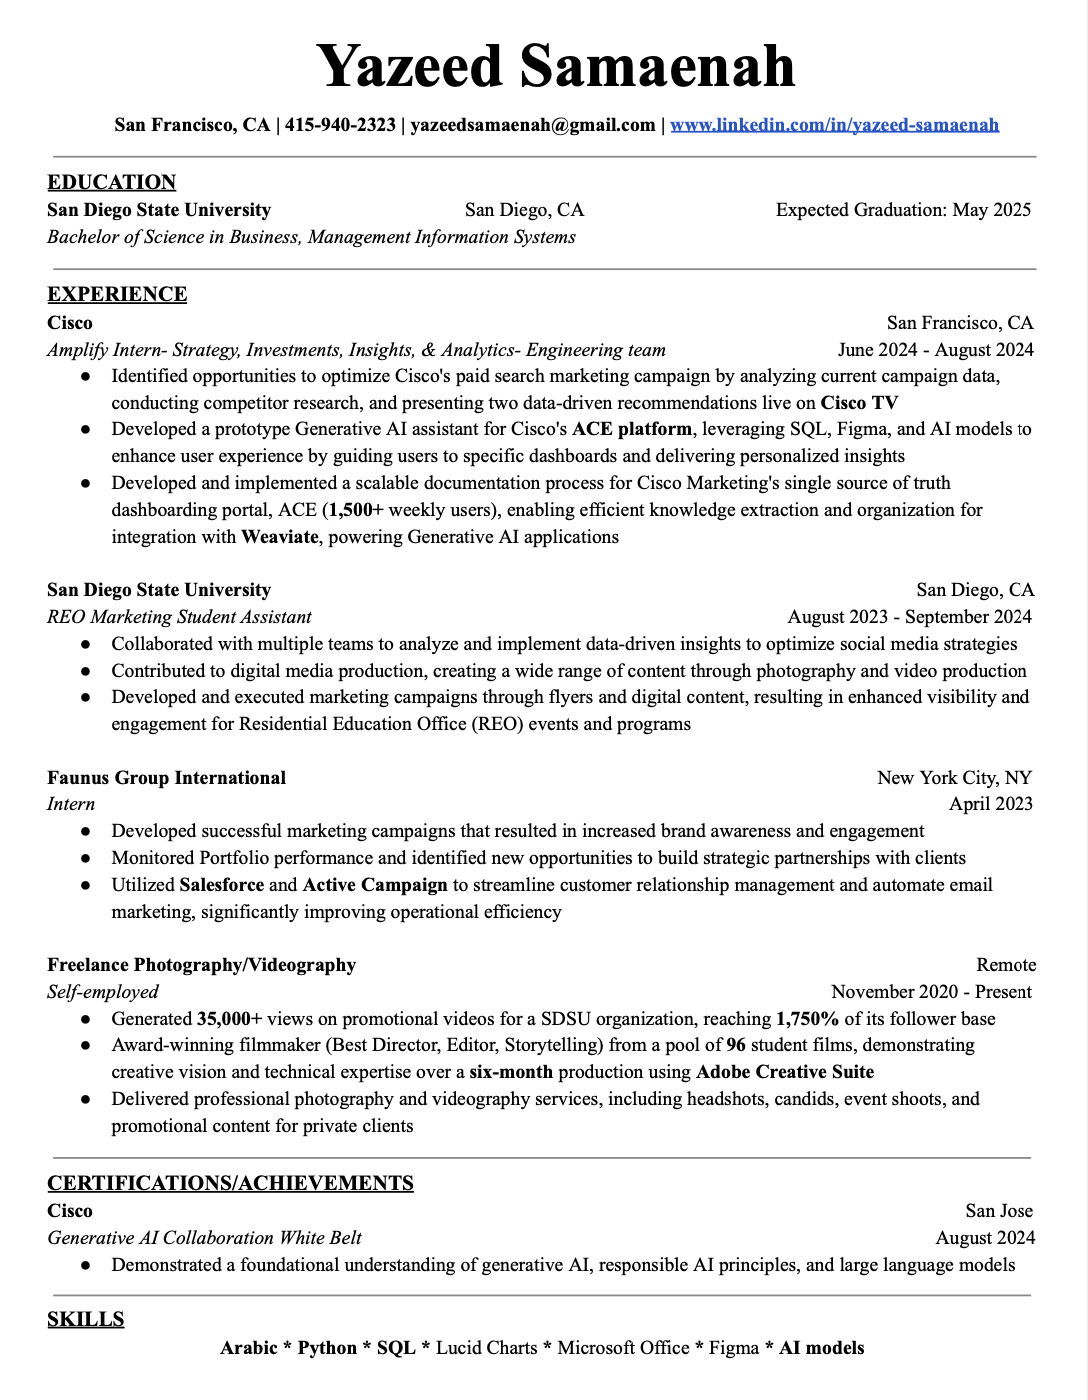 Yazeed Samaenah
San Francisco, CA | 415-940-2323 | yazeedsamaenah@gmail.com | www.linkedin.com/in/yazeed-samaenah
EDUCATION
San Diego State University San Diego, CA Expected Graduation: May 2025
Bachelor of Science in Business, Management Information Systems
EXPERIENCE
Cisco San Francisco, CA
Amplify Intern- Strategy, Investments, Insights, & Analytics- Engineering team June 2024 - August 2024
● Identified opportunities to optimize Cisco's paid search marketing campaign by analyzing current campaign data,
conducting competitor research, and presenting two data-driven recommendations live on Cisco TV
● Developed a prototype Generative AI assistant for Cisco's ACE platform, leveraging SQL, Figma, and AI models to
enhance user experience by guiding users to specific dashboards and delivering personalized insights
● Developed and implemented a scalable documentation process for Cisco Marketing's single source of truth
dashboarding portal, ACE (1,500+ weekly users), enabling efficient knowledge extraction and organization for
integration with Weaviate, powering Generative AI applications
San Diego State University San Diego, CA
REO Marketing Student Assistant August 2023 - September 2024
● Collaborated with multiple teams to analyze and implement data-driven insights to optimize social media strategies
● Contributed to digital media production, creating a wide range of content through photography and video production
● Developed and executed marketing campaigns through flyers and digital content, resulting in enhanced visibility and
engagement for Residential Education Office (REO) events and programs
Faunus Group International New York City, NY
Intern April 2023
● Developed successful marketing campaigns that resulted in increased brand awareness and engagement
● Monitored Portfolio performance and identified new opportunities to build strategic partnerships with clients
● Utilized Salesforce and Active Campaign to streamline customer relationship management and automate email
marketing, significantly improving operational efficiency
Freelance Photography/Videography Remote
Self-employed November 2020 - Present
● Generated 35,000+ views on promotional videos for a SDSU organization, reaching 1,750% of its follower base
● Award-winning filmmaker (Best Director, Editor, Storytelling) from a pool of 96 student films, demonstrating
creative vision and technical expertise over a six-month production using Adobe Creative Suite
● Delivered professional photography and videography services, including headshots, candids, event shoots, and
promotional content for private clients
CERTIFICATIONS/ACHIEVEMENTS
Cisco San Jose
Generative AI Collaboration White Belt August 2024
● Demonstrated a foundational understanding of generative AI, responsible AI principles, and large language models
SKILLS
Arabic * Python * SQL * Lucid Charts * Microsoft Office * Figma * AI models